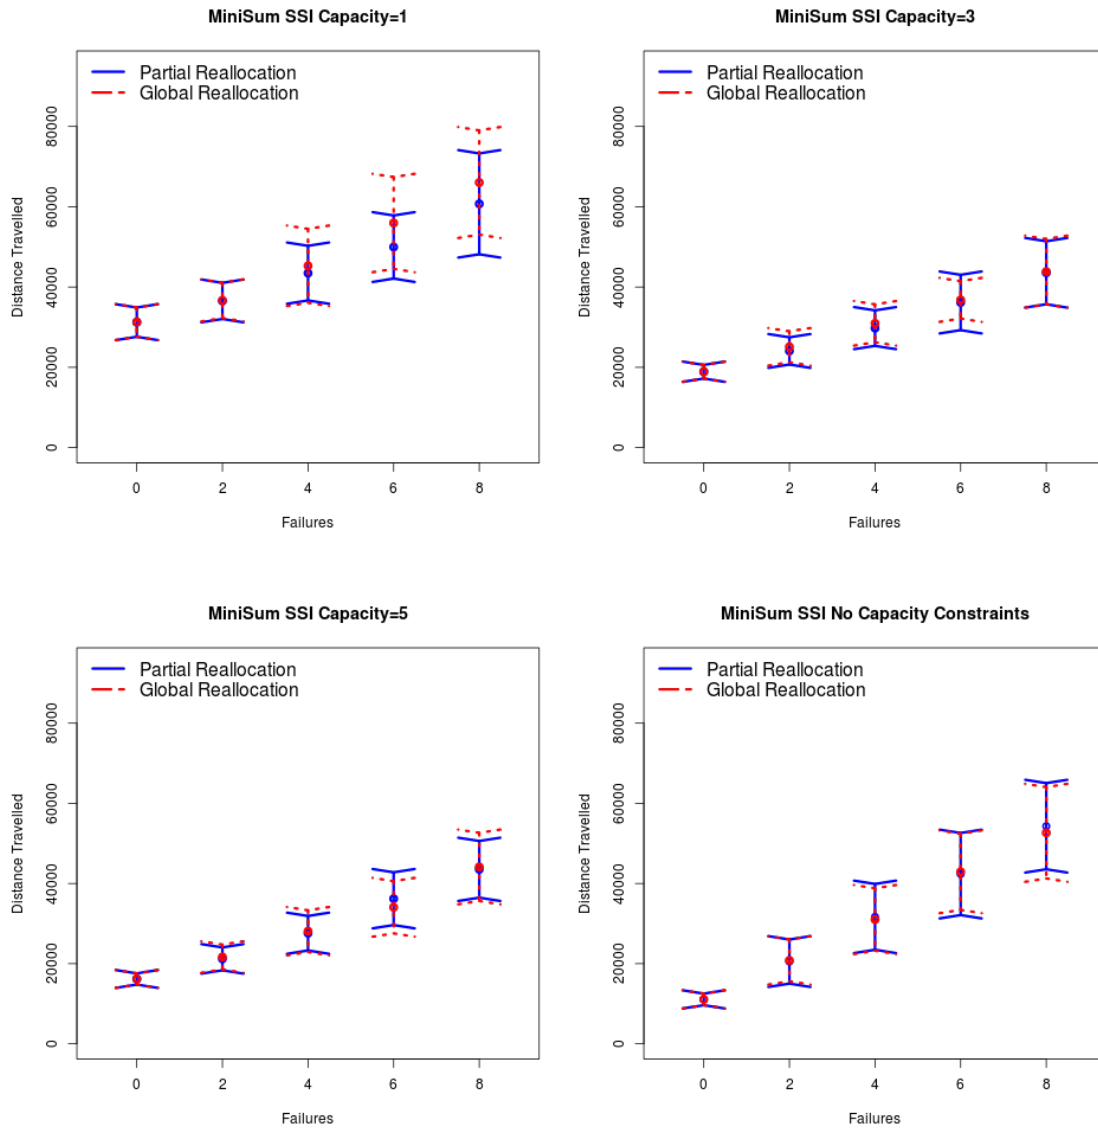 MiniSum SSI Capacity=1
Partial Reallocation
Global Reallocation
Distance Travelled
0
20000
40000
60000
80000
0 2 4 6 8
Failures
MiniSum SSI Capacity=3
Partial Reallocation
Global Reallocation
Distance Travelled
0
20000
40000
60000
80000
0 2 4 6 8
Failures
MiniSum SSI Capacity=5
Partial Reallocation
Global Reallocation
Distance Travelled
0
20000
40000
60000
80000
0 2 4 6 8
Failures
MiniSum SSI No Capacity Constraints
Partial Reallocation
Global Reallocation
Distance Travelled
0
20000
40000
60000
80000
0 2 4 6 8
Failures